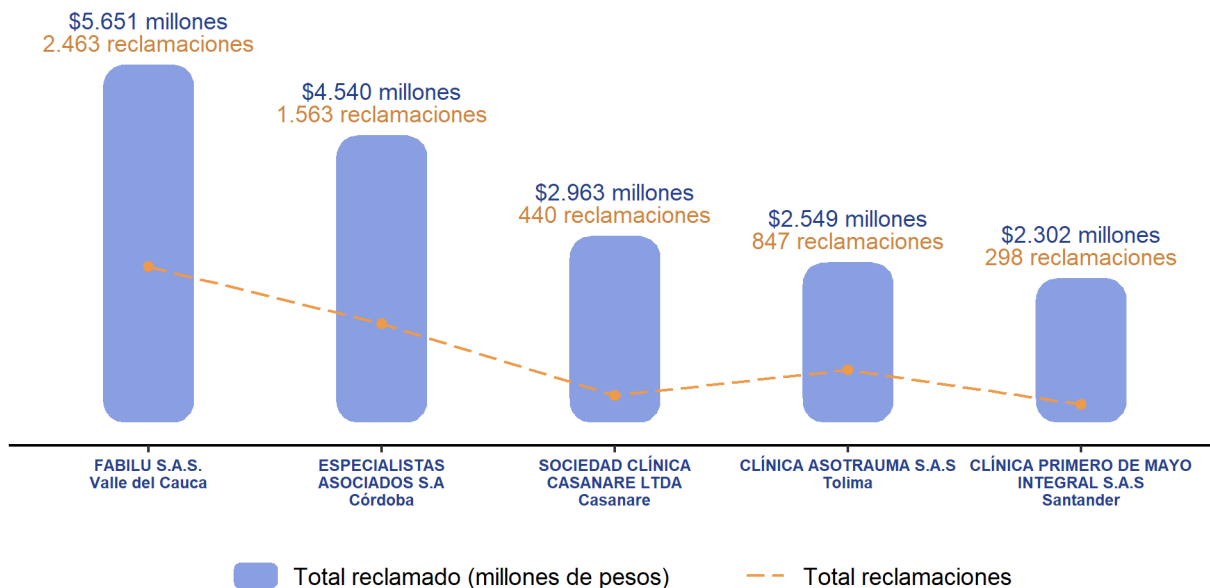 $5.651 millones
2.463 reclamaciones
$4.540 millones
1.563 reclamaciones
$2.963 millones
440 reclamaciones
$2.549 millones
847 reclamaciones
$2.302 millones
298 reclamaciones
FABILU S.A.S.
Valle del Cauca
ESPECIALISTAS
ASOCIADOS S.A
Córdoba
SOCIEDAD CLÍNICA
CASANARE LTDA
Casanare
CLÍNICA ASOTRAUMA S.A.S
Tolima
CLÍNICA PRIMERO DE MAYO
INTEGRAL S.A.S
Santander
Total reclamado (millones de pesos)
Total reclamaciones